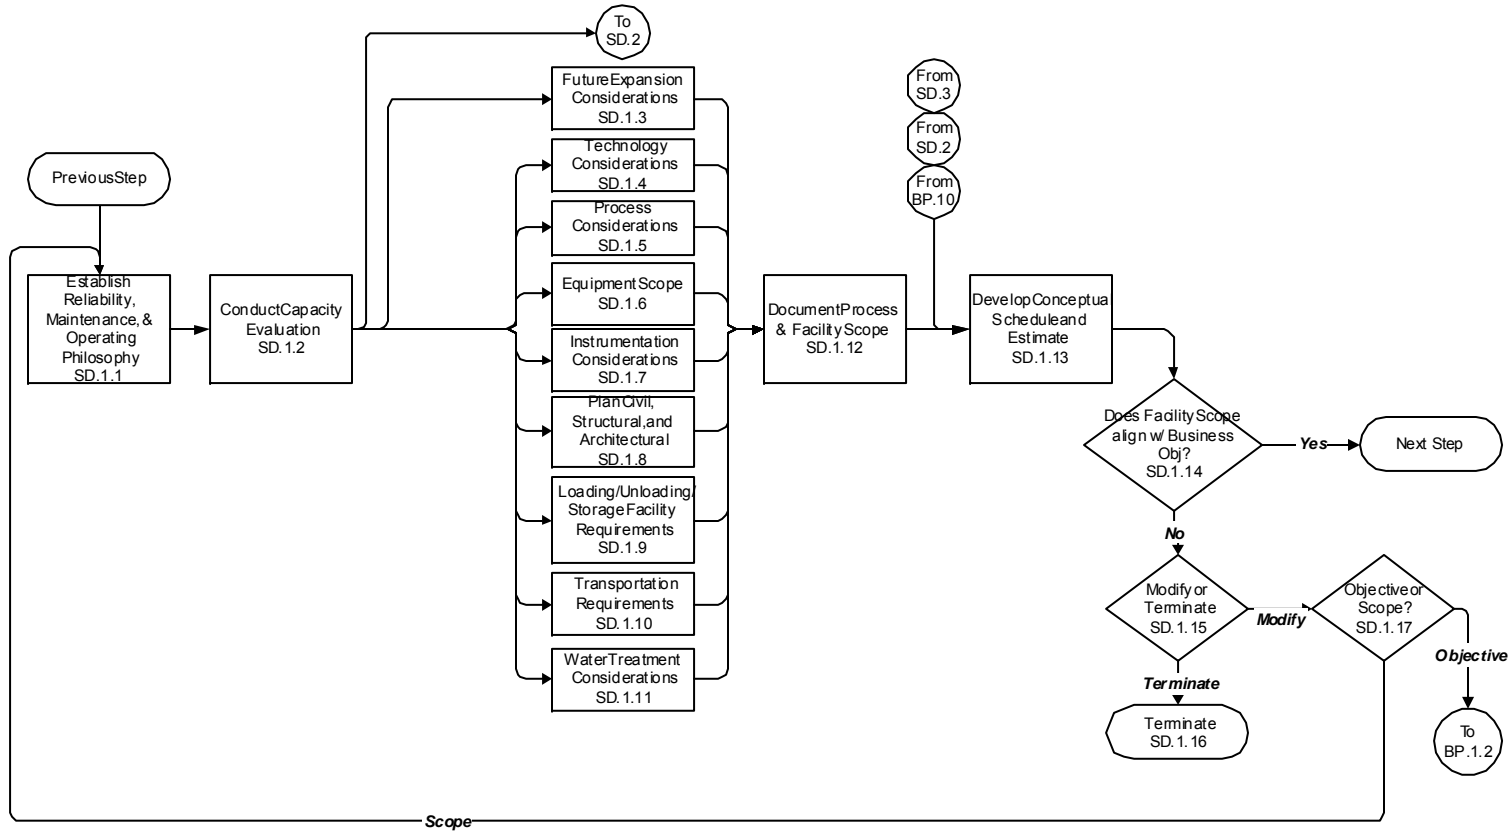 To
SD.2
Future Expansion
Considerations
SD.1.3
From
SD.3
From
SD.2
From
BP.10
Technology
Considerations
SD.1.4
Previous Step
Process
Considerations
SD.1.5
Establish
Reliability,
Maintenance, &
Operating
Philosophy
SD.1.1
Conduct Capacity
Evaluation
SD.1.2
Equipment Scope
SD.1.6
Instrumentation
Considerations
SD.1.7
Document Process
& Facility Scope
SD.1.12
Develop Conceptua
Schedule and
Estimate
SD.1.13
Plan Civil,
Structural, and
Architectural
SD.1.8
Does Facility Scope
align w/ Business
Obj?
SD.1.14
Yes
Next Step
Loading/Unloading/
Storage Facility
Requirements
SD.1.9
No
Transportation
Requirements
SD.1.10
Modify or
Terminate
SD.1.15
Modify
Objective or
Scope?
SD.1.17
Objective
Water Treatment
Considerations
SD.1.11
Terminate
Terminate
SD.1.16
To
BP.1.2
Scope